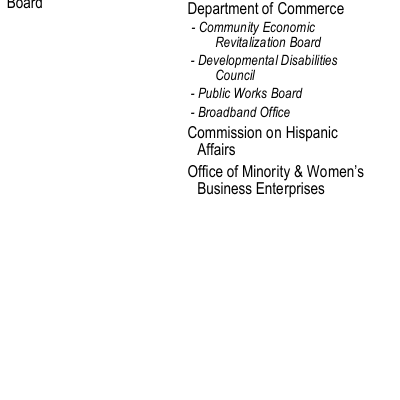 Board
Department of Commerce
- Community Economic
Revitalization Board
- Developmental Disabilities
Council
- Public Works Board
- Broadband Office
Commission on Hispanic
Affairs
Office of Minority & Women’s
Business Enterprises